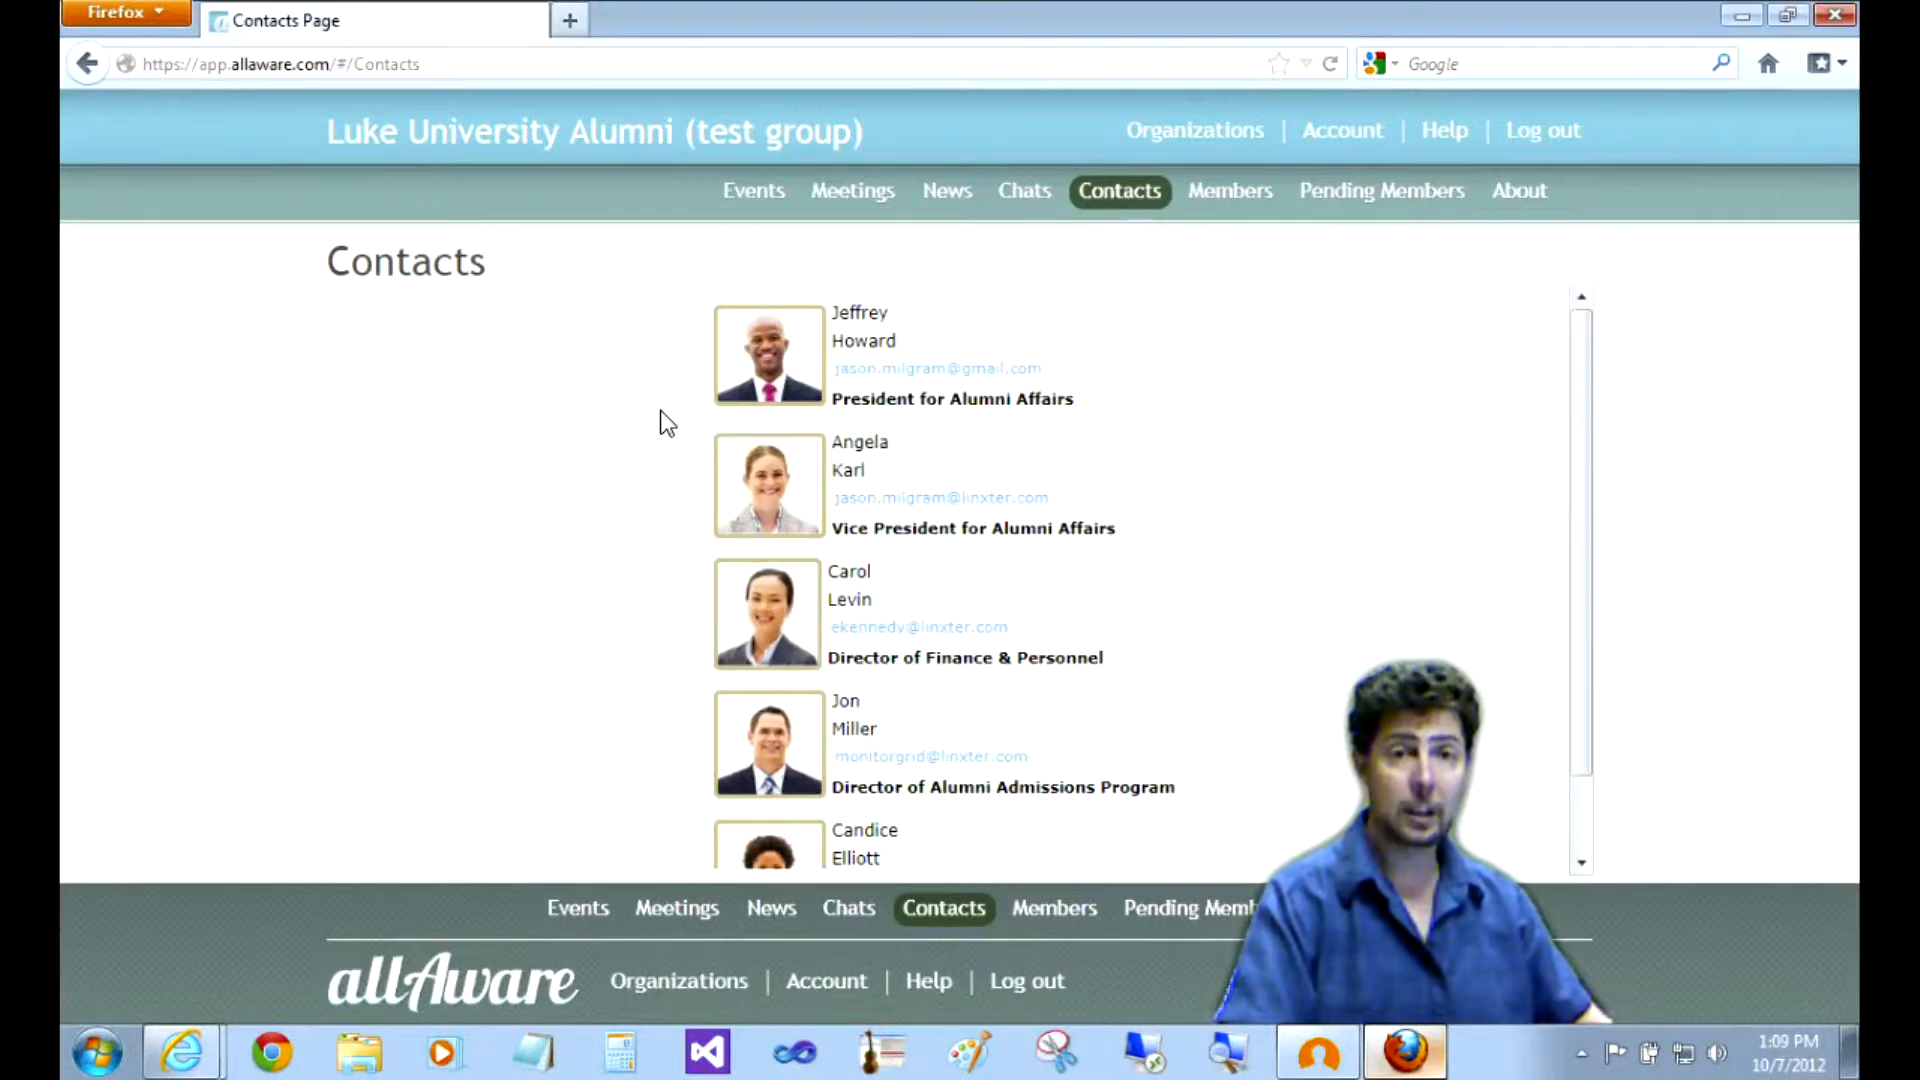 Firefox
Contacts Page
https://app.allaware.com/#/Contacts
Google
Luke University Alumni (test group)
Organizations | Account | Help | Log out
Events Meetings News Chats Contacts Members Pending Members About
Contacts
Jeffrey
Howard
jason.milgram@gmail.com
President for Alumni Affairs
Angela
Karl
jason.milgram@linxter.com
Vice President for Alumni Affairs
Carol
Levin
ekennedy@linxter.com
Director of Finance & Personnel
Jon
Miller
monitorgrid@linxter.com
Director of Alumni Admissions Program
Candice
Elliott
Events Meetings News Chats Contacts Members Pending Memb
allAware
Organizations | Account | Help | Log out
1:09 PM
10/7/2012